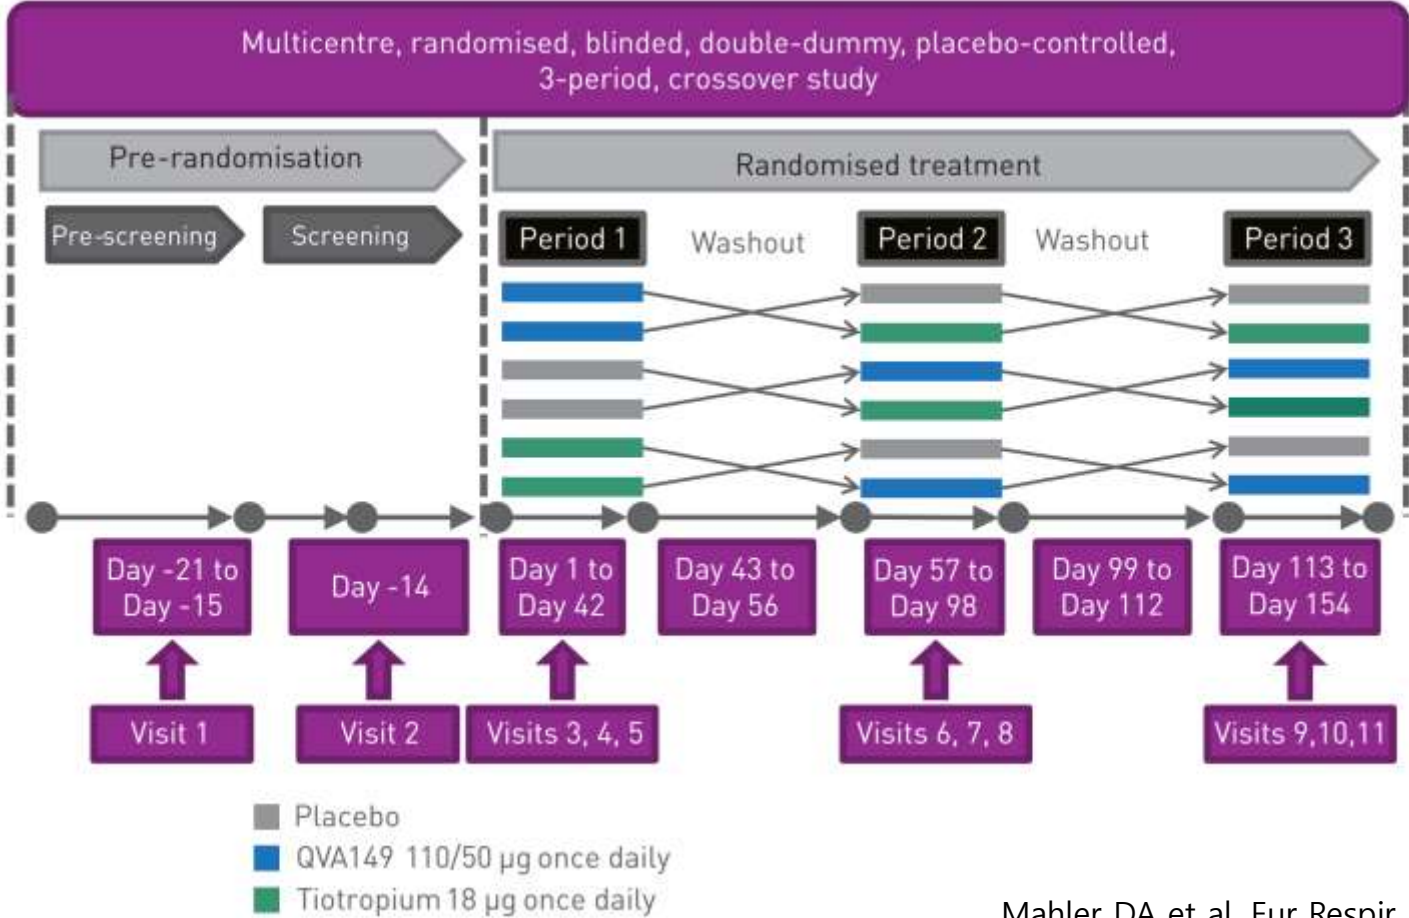 Multicentre, randomised, blinded, double-dummy, placebo-controlled,
3-period, crossover study
Pre-randomisation
Randomised treatment
Pre-screening
Screening
Period 1
Washout
Period 2
Washout
Period 3
Day -21 to
Day -15
Day -14
Day 1 to
Day 42
Day 43 to
Day 56
Day 57 to
Day 98
Day 99 to
Day 112
Day 113 to
Day 154
Visit 1
Visit 2
Visits 3, 4, 5
Visits 6, 7, 8
Visits 9,10,11
Placebo
QVA149 110/50 µg once daily
Tiotropium 18 µg once daily
Mahler DA et al. Eur Respir